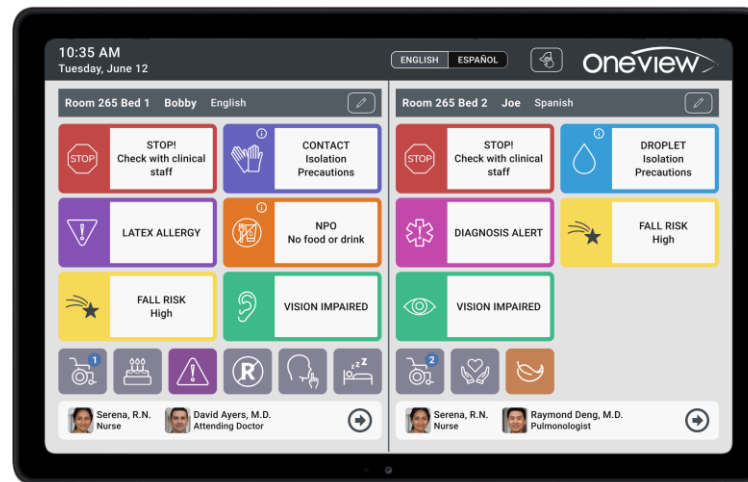 10:35 AM
Tuesday, June 12
ENGLISH ESPAÑOL
oneview
Room 265 Bed 1 Bobby English
STOP
STOP!
Check with clinical
staff
CONTACT
Isolation
Precautions
LATEX ALLERGY
NPO
No food or drink
FALL RISK
High
VISION IMPAIRED
1
R
zzZ
Serena, R.N.
Nurse
David Ayers, M.D.
Attending Doctor
Room 265 Bed 2 Joe Spanish
STOP
STOP!
Check with clinical
staff
DROPLET
Isolation
Precautions
DIAGNOSIS ALERT
FALL RISK
High
VISION IMPAIRED
2
Serena, R.N.
Nurse
Raymond Deng, M.D.
Pulmonologist